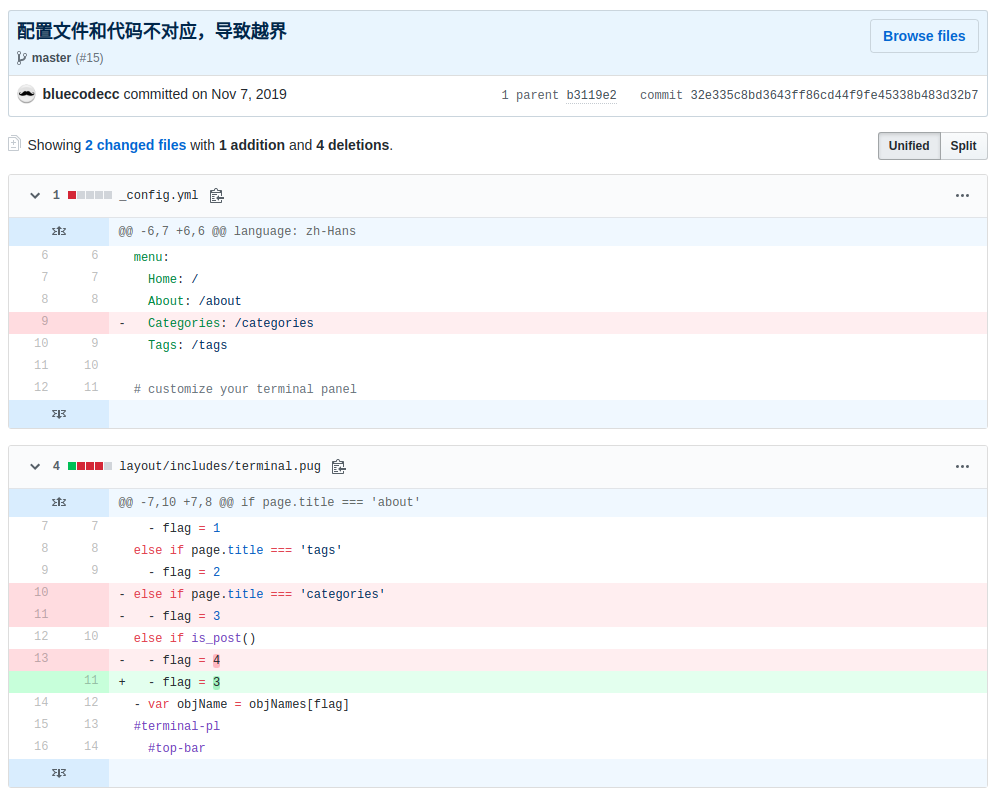 配置文件和代码不对应，导致越界
Browse files
master (#15)
bluecodecc committed on Nov 7, 2019 1 parent b3119e2 commit 32e335c8bd3643ff86cd44f9fe45338b483d32b7
Showing 2 changed files with 1 addition and 4 deletions.
Unified Split
1 _config.yml
@@ -6,7 +6,6 @@ language: zh-Hans
6 6 menu:
7 7 Home: /
8 8 About: /about
9 - Categories: /categories
10 9 Tags: /tags
11 10
12 11 # customize your terminal panel
4 layout/includes/terminal.pug
@@ -7,10 +7,8 @@ if page.title === 'about'
7 7 - flag = 1
8 8 else if page.title === 'tags'
9 9 - flag = 2
10 - else if page.title === 'categories'
11 - - flag = 3
12 10 else if is_post()
13 - - flag = 4
11 + - flag = 3
14 12 - var objName = objNames[flag]
15 13 #terminal-pl
16 14 #top-bar